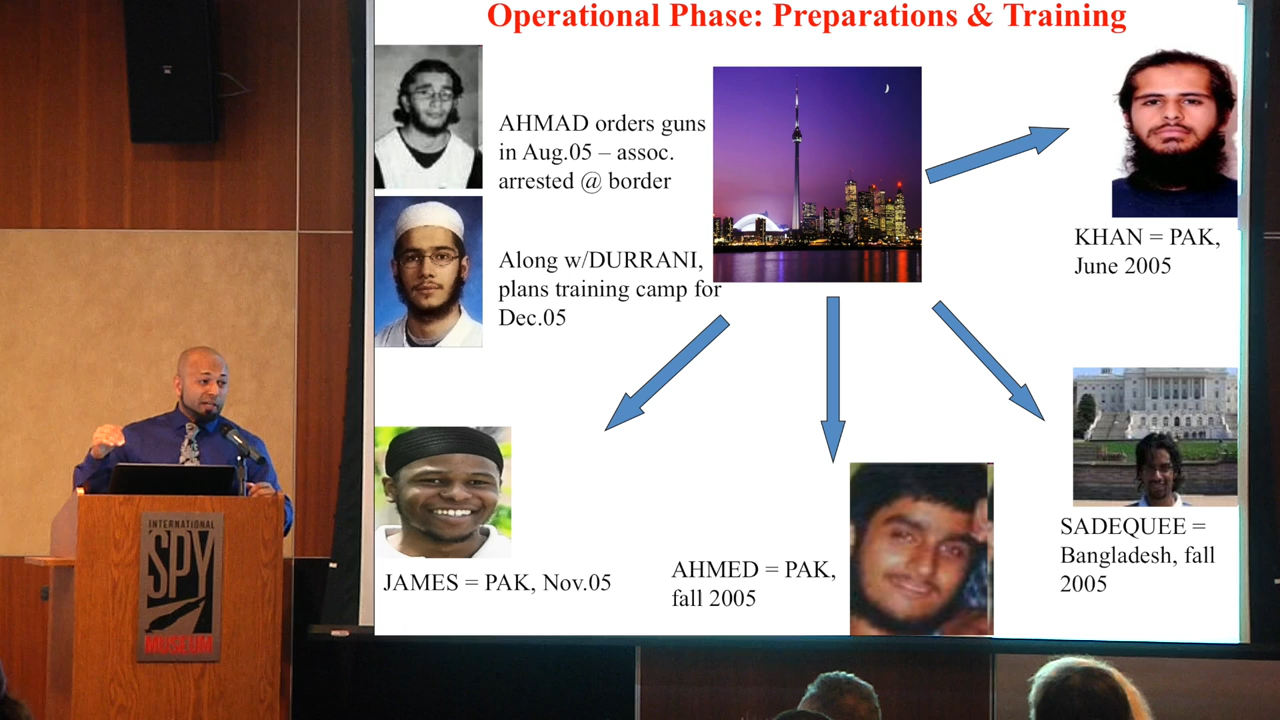 Operational Phase: Preparations & Training
AHMAD orders guns
in Aug.05 – assoc.
arrested @ border
Along w/DURRANI,
plans training camp for
Dec.05
KHAN = PAK,
June 2005
JAMES = PAK, Nov.05
AHMED = PAK,
fall 2005
SADEQUEE =
Bangladesh, fall
2005
INTERNATIONAL
SPY
MUSEUM